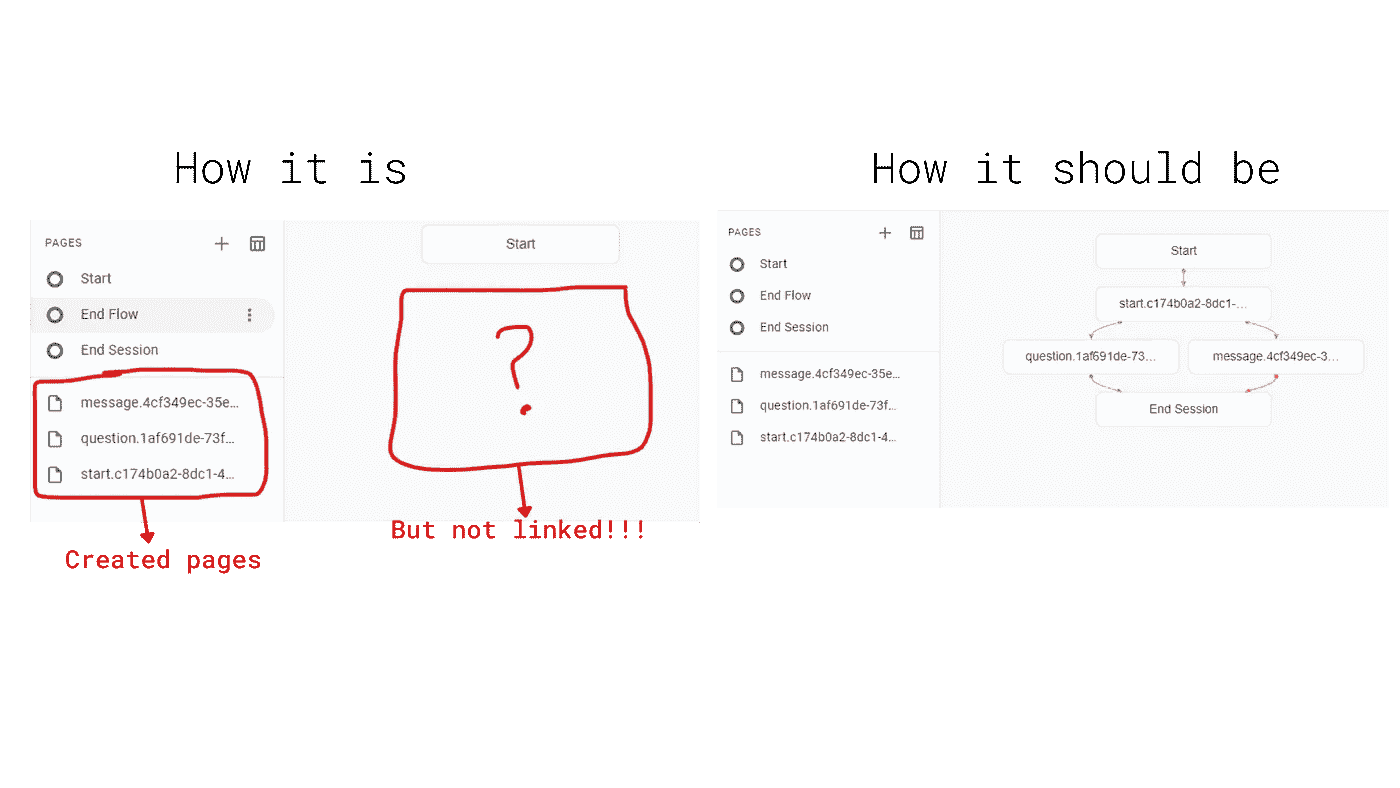 How it is
PAGES
Start
End Flow
End Session
message.4cf349ec-35e...
question.1af691de-73f...
start.c174b0a2-8dc1-4...
Created pages
Start
?
But not linked!!!
How it should be
PAGES
Start
End Flow
End Session
message.4cf349ec-35e...
question.1af691de-73f...
start.c174b0a2-8dc1-4...
Start
start.c174b0a2-8dc1-...
question.1af691de-73...
message.4cf349ec-3...
End Session